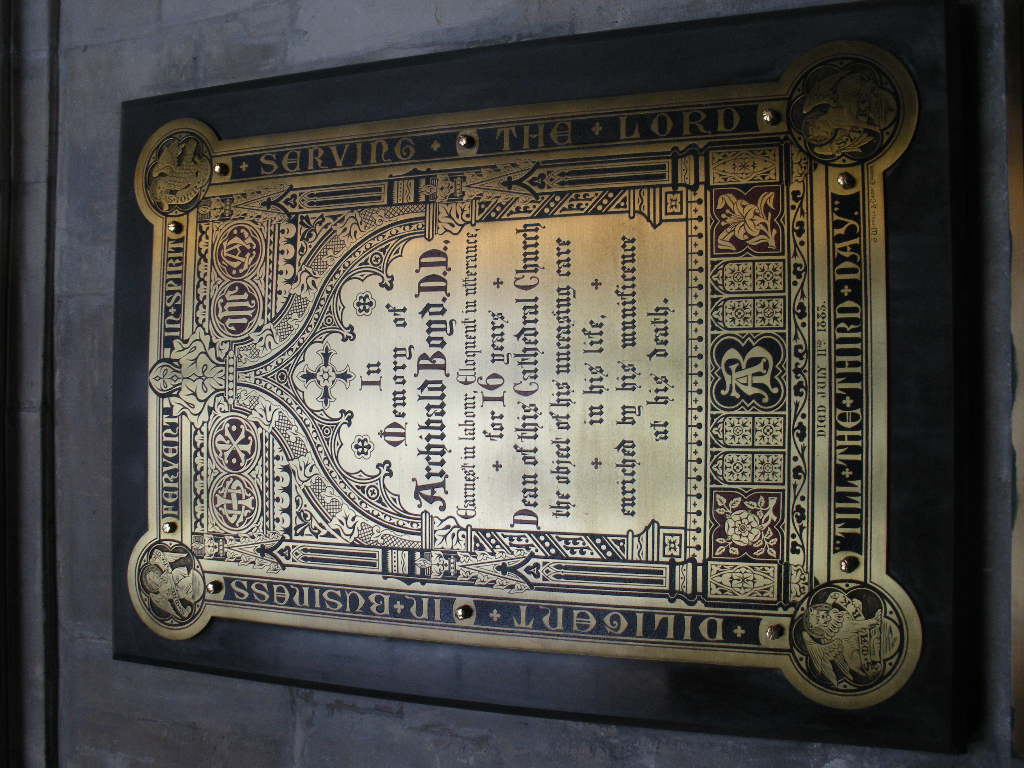 FERVENT IN+SPIRIT
+ DILIGENT + IN+BUSINESS
+ SERVING + THE + LORD
IHC
In
Memory of
Archibald Boyd. D.D.,
Earnest in labour, Eloquent in utterance,
+ for 16 years +
Dean of this Cathedral Church
the object of his unceasing care
+ in his life, +
enriched by his munificence
at his death.
AB
DIED JULY 11TH 1883.
"TILL+THE+THIRD+DAY."